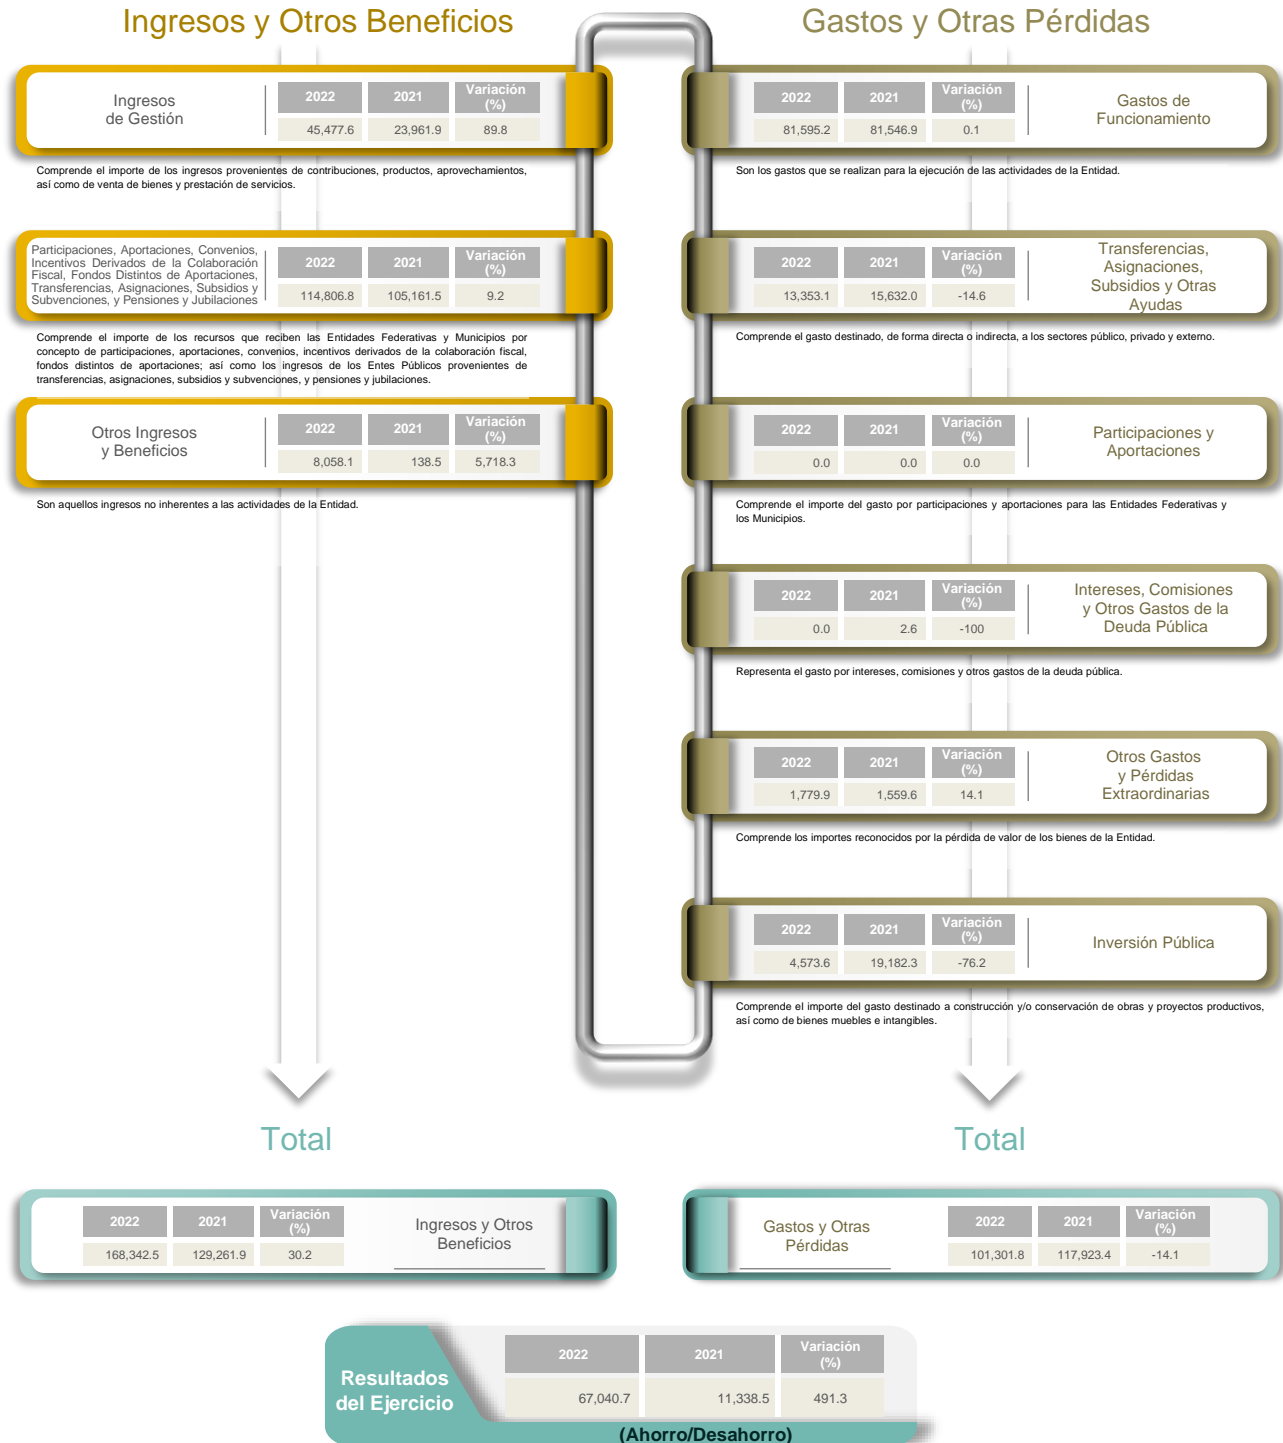 Ingresos y Otros Beneficios
Ingresos
de Gestión
2022 2021 Variación
(%)
45,477.6 23,961.9 89.8
Comprende el importe de los ingresos provenientes de contribuciones, productos, aprovechamientos,
así como de venta de bienes y prestación de servicios.
Participaciones, Aportaciones, Convenios,
Incentivos Derivados de la Colaboración
Fiscal, Fondos Distintos de Aportaciones,
Transferencias, Asignaciones, Subsidios y
Subvenciones, y Pensiones y Jubilaciones
2022 2021 Variación
(%)
114,806.8 105,161.5 9.2
Comprende el importe de los recursos que reciben las Entidades Federativas y Municipios por
concepto de participaciones, aportaciones, convenios, incentivos derivados de la colaboración fiscal,
fondos distintos de aportaciones; así como los ingresos de los Entes Públicos provenientes de
transferencias, asignaciones, subsidios y subvenciones, y pensiones y jubilaciones.
Otros Ingresos
y Beneficios
2022 2021 Variación
(%)
8,058.1 138.5 5,718.3
Son aquellos ingresos no inherentes a las actividades de la Entidad.
Gastos y Otras Pérdidas
2022 2021 Variación
(%)
81,595.2 81,546.9 0.1
Gastos de
Funcionamiento
Son los gastos que se realizan para la ejecución de las actividades de la Entidad.
2022 2021 Variación
(%)
13,353.1 15,632.0 -14.6
Transferencias,
Asignaciones,
Subsidios y Otras
Ayudas
Comprende el gasto destinado, de forma directa o indirecta, a los sectores público, privado y externo.
2022 2021 Variación
(%)
0.0 0.0 0.0
Participaciones y
Aportaciones
Comprende el importe del gasto por participaciones y aportaciones para las Entidades Federativas y
los Municipios.
2022 2021 Variación
(%)
0.0 2.6 -100
Intereses, Comisiones
y Otros Gastos de la
Deuda Pública
Representa el gasto por intereses, comisiones y otros gastos de la deuda pública.
2022 2021 Variación
(%)
1,779.9 1,559.6 14.1
Otros Gastos
y Pérdidas
Extraordinarias
Comprende los importes reconocidos por la pérdida de valor de los bienes de la Entidad.
2022 2021 Variación
(%)
4,573.6 19,182.3 -76.2
Inversión Pública
Comprende el importe del gasto destinado a construcción y/o conservación de obras y proyectos productivos,
así como de bienes muebles e intangibles.
Total
2022 2021 Variación
(%)
168,342.5 129,261.9 30.2
Ingresos y Otros
Beneficios
Total
Gastos y Otras
Pérdidas
2022 2021 Variación
(%)
101,301.8 117,923.4 -14.1
Resultados
del Ejercicio
2022 2021 Variación
(%)
67,040.7 11,338.5 491.3
(Ahorro/Desahorro)